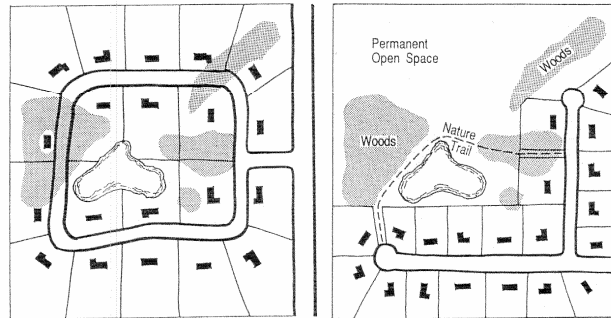 Permanent
Open Space
Woods
Nature
Trail
Woods